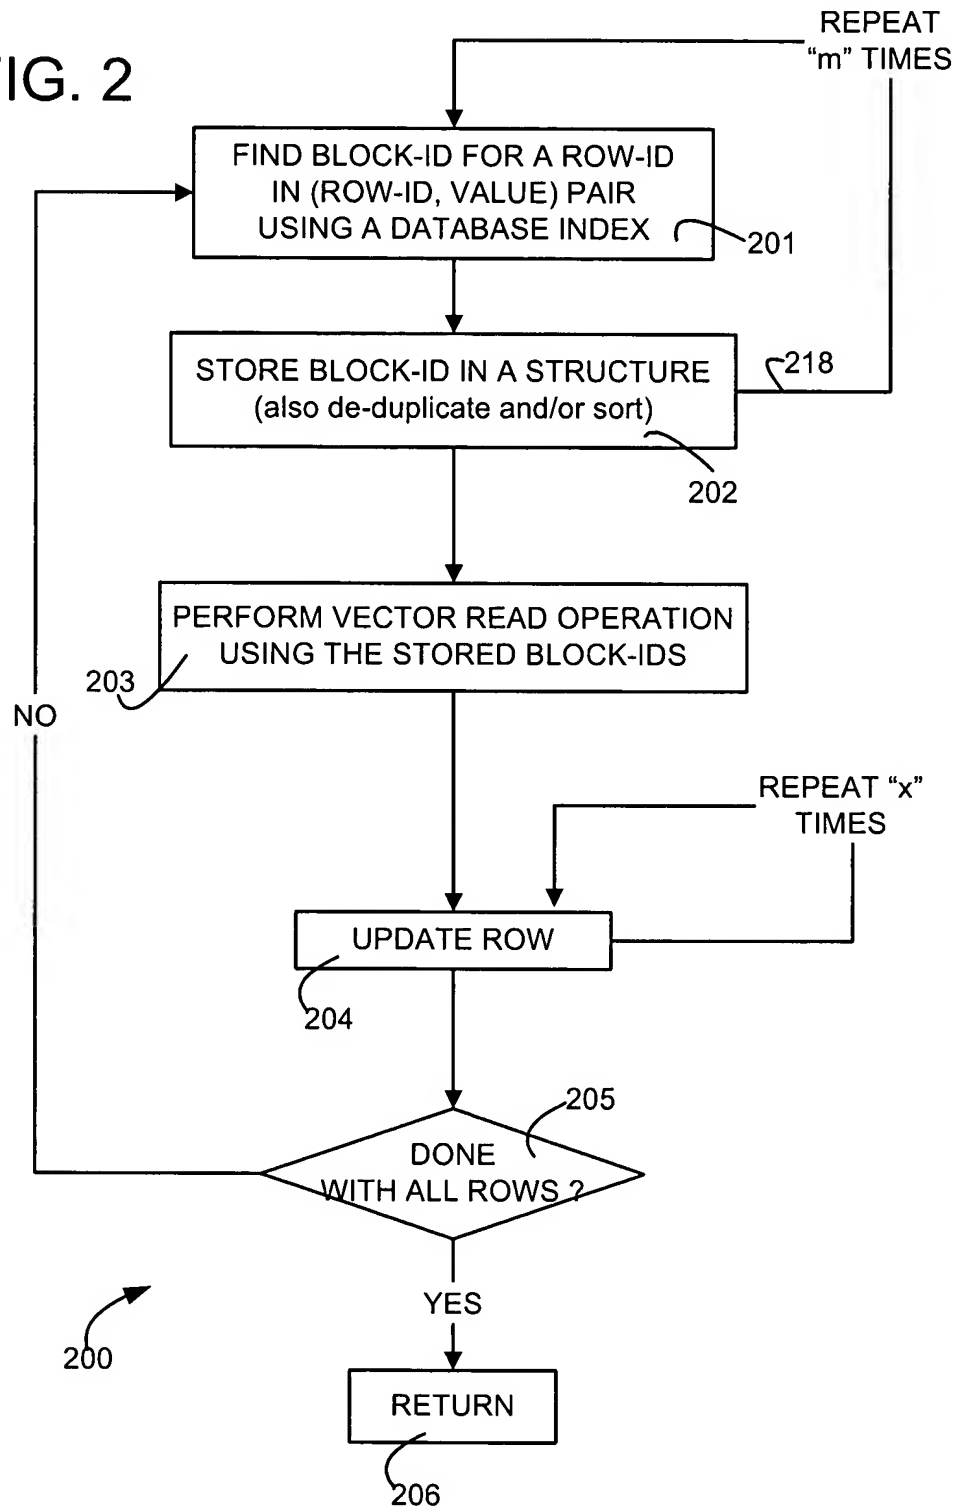 REPEAT
“m” TIMES
FIG. 2
FIND BLOCK-ID FOR A ROW-ID
IN (ROW-ID, VALUE) PAIR
USING A DATABASE INDEX
201
STORE BLOCK-ID IN A STRUCTURE
(also de-duplicate and/or sort)
218
202
PERFORM VECTOR READ OPERATION
USING THE STORED BLOCK-IDS
203
NO
REPEAT “x”
TIMES
UPDATE ROW
204
205
DONE
WITH ALL ROWS ?
YES
200
RETURN
206